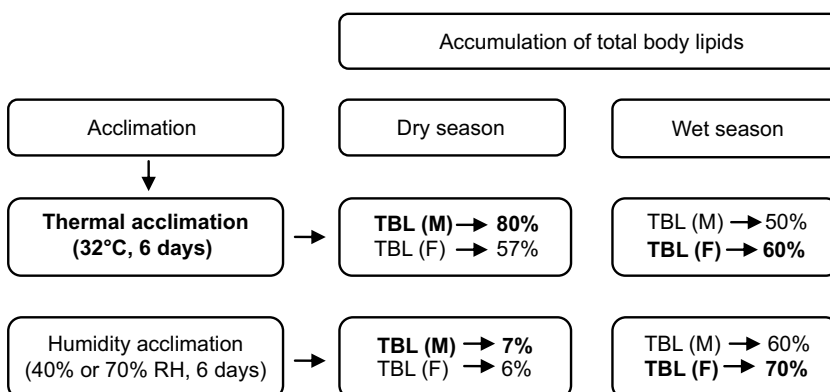 Accumulation of total body lipids
Acclimation
Dry season
Wet season
Thermal acclimation
(32°C, 6 days)
TBL (M) → 80%
TBL (F) → 57%
TBL (M) → 50%
TBL (F) → 60%
Humidity acclimation
(40% or 70% RH, 6 days)
TBL (M) → 7%
TBL (F) → 6%
TBL (M) → 60%
TBL (F) → 70%